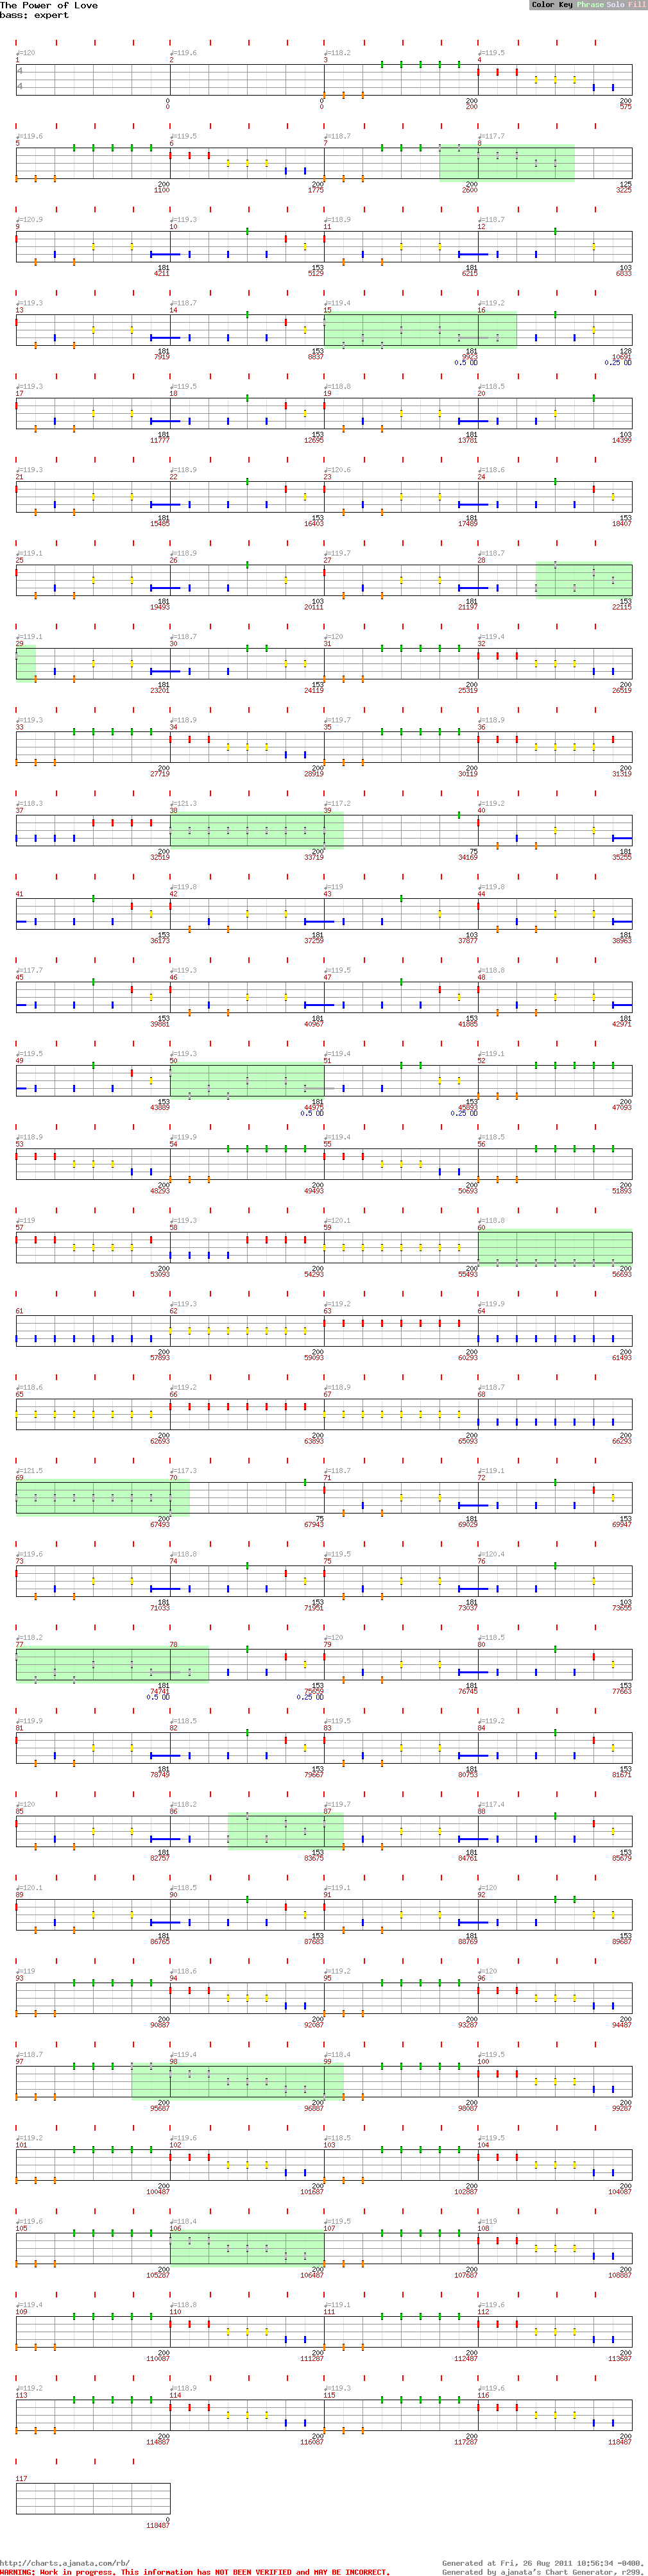 The Power of Love
bass: expert
Color Key Phrase Solo Fill
♩=120 ♩=119.6 ♩=118.2 ♩=119.5
1 2 3 4
4
4
0 0 200 200
0 0 200 575
♩=119.6 ♩=119.5 ♩=118.7 ♩=117.7
5 6 7 8
200 200 200 125
1100 1775 2600 3225
♩=120.9 ♩=119.3 ♩=118.9 ♩=118.7
9 10 11 12
181 153 181 103
4211 5129 6215 6833
♩=119.3 ♩=118.7 ♩=119.4 ♩=119.2
13 14 15 16
181 153 181 128
7919 8837 9923 10691
0.5 OD 0.25 OD
♩=119.3 ♩=119.5 ♩=118.8 ♩=118.5
17 18 19 20
181 153 181 103
11777 12695 13781 14399
♩=119.3 ♩=118.9 ♩=120.6 ♩=118.6
21 22 23 24
181 153 181 153
15485 16403 17489 18407
♩=119.1 ♩=118.9 ♩=119.7 ♩=118.9
25 26 27 28
181 103 181 153
19493 20111 21197 22115
♩=119.1 ♩=118.7 ♩=120 ♩=119.4
29 30 31 32
181 153 200 200
23201 24119 25319 26519
♩=119.3 ♩=118.9 ♩=119.7 ♩=118.9
33 34 35 36
200 200 200 200
27719 28919 30119 31319
♩=118.3 ♩=121.3 ♩=117.2 ♩=119.2
37 38 39 40
200 200 75 181
32519 33719 34169 35255
♩=119.8 ♩=119 ♩=119.8
41 42 43 44
153 181 103 181
36173 37259 37877 38963
♩=117.7 ♩=119.3 ♩=119.5 ♩=118.8
45 46 47 48
153 181 153 181
39881 40967 41885 42971
♩=119.5 ♩=119.3 ♩=119.4 ♩=119.1
49 50 51 52
153 181 153 200
43889 44975 45893 47093
0.5 OD 0.25 OD
♩=118.9 ♩=119.3 ♩=119.4 ♩=118.5
53 54 55 56
200 200 200 200
48293 49493 50693 51893
♩=119 ♩=119.3 ♩=120.1 ♩=118.8
57 58 59 60
200 200 200 200
53093 54293 55493 56693
♩=119.3 ♩=119.2 ♩=119.9
61 62 63 64
200 200 200 200
57893 59093 60293 61493
♩=118.6 ♩=119.2 ♩=118.9 ♩=118.7
65 66 67 68
200 200 200 200
62693 63893 65093 66293
♩=121.5 ♩=117.3 ♩=118.7 ♩=119.1
69 70 71 72
200 75 181 153
67493 67943 69029 69947
♩=119.6 ♩=118.8 ♩=119.5 ♩=120.4
73 74 75 76
181 153 181 103
71033 71951 73037 73655
♩=118.2 ♩=120 ♩=118.5
77 78 79 80
181 153 181 153
74741 75659 76745 77663
0.5 OD 0.25 OD
♩=119.9 ♩=118.5 ♩=119.5 ♩=119.2
81 82 83 84
181 153 181 153
78749 79667 80753 81671
♩=120 ♩=118.2 ♩=119.7 ♩=117.4
85 86 87 88
181 153 181 153
82757 83675 84761 85679
♩=120.1 ♩=118.5 ♩=119.1 ♩=120
89 90 91 92
181 153 181 153
86765 87683 88769 89687
♩=119 ♩=118.6 ♩=119.2 ♩=120
93 94 95 96
200 200 200 200
90887 92087 93287 94487
♩=118.7 ♩=119.4 ♩=118.4 ♩=119.5
97 98 99 100
200 200 200 200
95687 96887 98087 99287
♩=119.2 ♩=119.6 ♩=118.5 ♩=119.6
101 102 103 104
200 200 200 200
100487 101687 102887 104087
♩=119.6 ♩=118.4 ♩=119.5 ♩=119
105 106 107 108
200 200 200 200
105287 106487 107687 108887
♩=119.4 ♩=118.8 ♩=119.1 ♩=119.6
109 110 111 112
200 200 200 200
110087 111287 112487 113687
♩=119.2 ♩=118.9 ♩=119.3 ♩=119.6
113 114 115 116
200 200 200 200
114887 116087 117287 118487
117
0
118487
http://charts.ajanata.com/rb/ Generated at Fri, 26 Aug 2011 10:56:34 -0400.
WARNING: Work in progress. This information has NOT BEEN VERIFIED and MAY BE INCORRECT. Generated by ajanata's Chart Generator, r299.